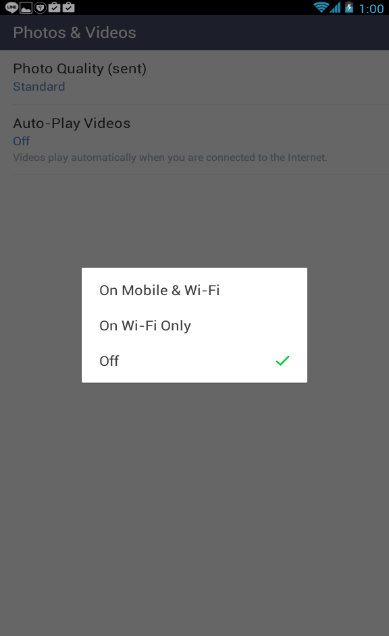 1:00
Photos & Videos
Photo Quality (sent)
Standard
Auto-Play Videos
Off
Videos play automatically when you are connected to the Internet.
On Mobile & Wi-Fi
On Wi-Fi Only
Off